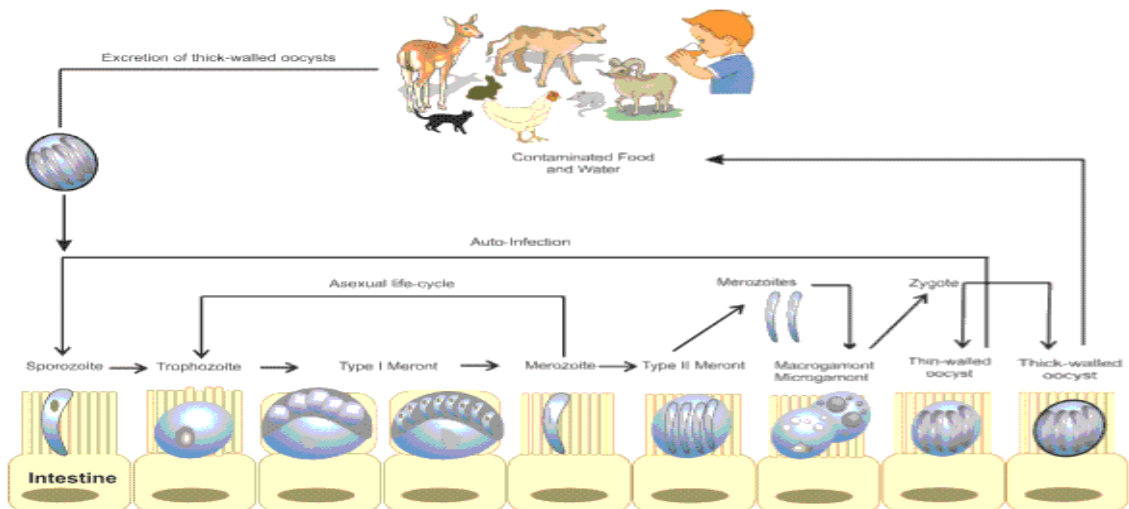 Excretion of thick-walled oocysts
Contaminated Food
and Water
Auto-Infection
Asexual life-cycle
Merozoites
Zygote
Sporozoite
Trophozoite
Type I Meront
Merozoite
Type II Meront
Macrogamont
Microgamont
Thin-walled
oocyst
Thick-walled
oocyst
Intestine